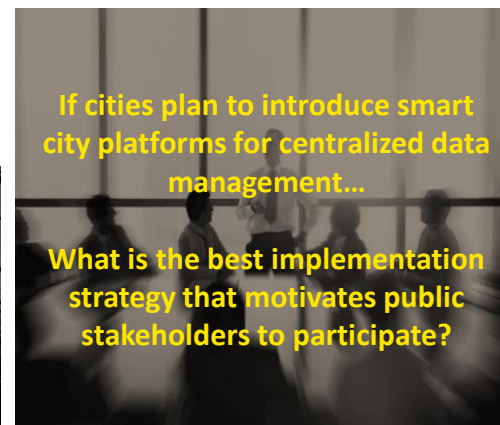 If cities plan to introduce smart
city platforms for centralized data
management…
What is the best implementation
strategy that motivates public
stakeholders to participate?